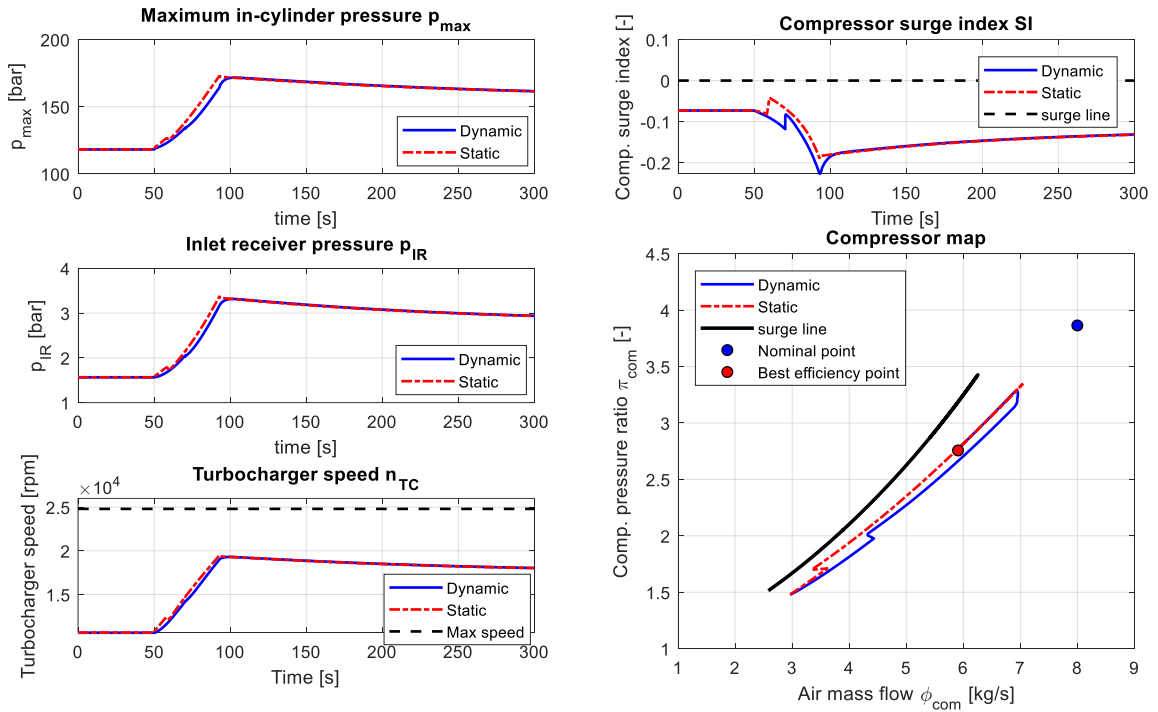 Maximum in-cylinder pressure p_max
200
150
100
p_max [bar]
Dynamic
Static
0 50 100 150 200 250 300
time [s]
Inlet receiver pressure p_IR
4
3
2
1
p_IR [bar]
Dynamic
Static
0 50 100 150 200 250 300
time [s]
Turbocharger speed n_TC
×10^4
2.5
2
1.5
Turbocharger speed [rpm]
Dynamic
Static
Max speed
0 50 100 150 200 250 300
Time [s]
Compressor surge index SI
0.1
0
-0.1
-0.2
Comp. surge index [-]
Dynamic
Static
surge line
0 50 100 150 200 250 300
Time [s]
Compressor map
4.5
4
3.5
3
2.5
2
1.5
1
Comp. pressure ratio π_com [-]
Dynamic
Static
surge line
Nominal point
Best efficiency point
1 2 3 4 5 6 7 8 9
Air mass flow ϕ_com [kg/s]